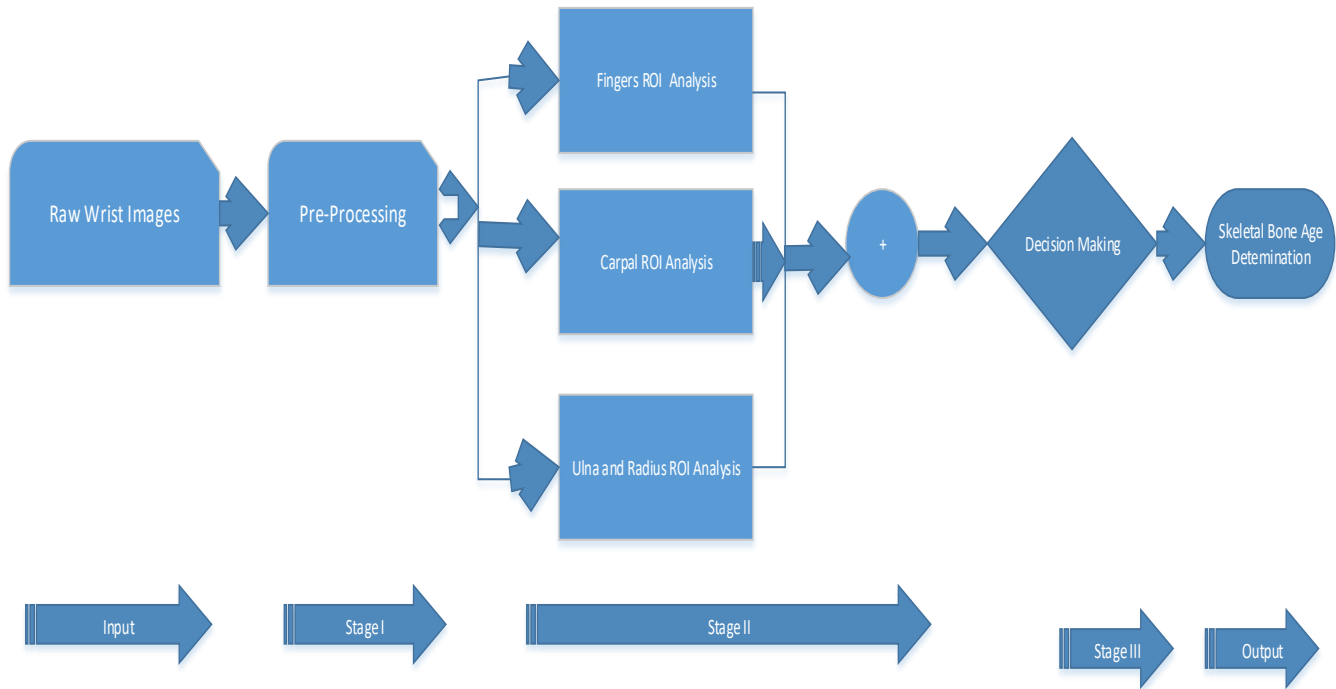 Raw Wrist Images
Pre-Processing
Fingers ROI Analysis
Carpal ROI Analysis
Ulna and Radius ROI Analysis
+
Decision Making
Skeletal Bone Age
Detemination
Input
Stage I
Stage II
Stage III
Output